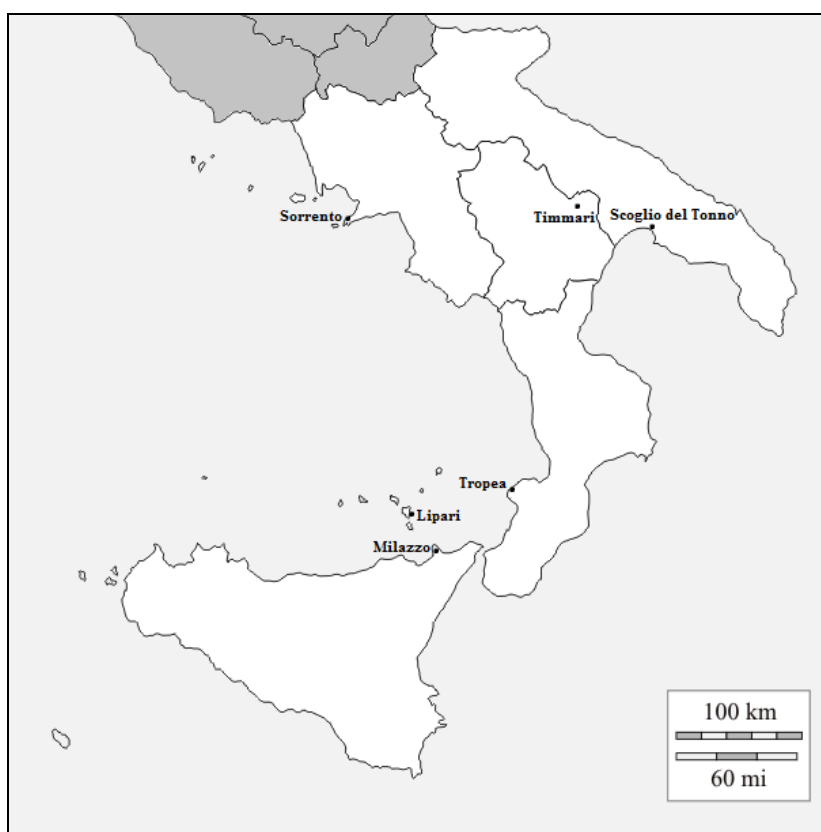 Sorrento
Timmari
Scoglio del Tonno
Tropea
Lipari
Milazzo
100 km
60 mi